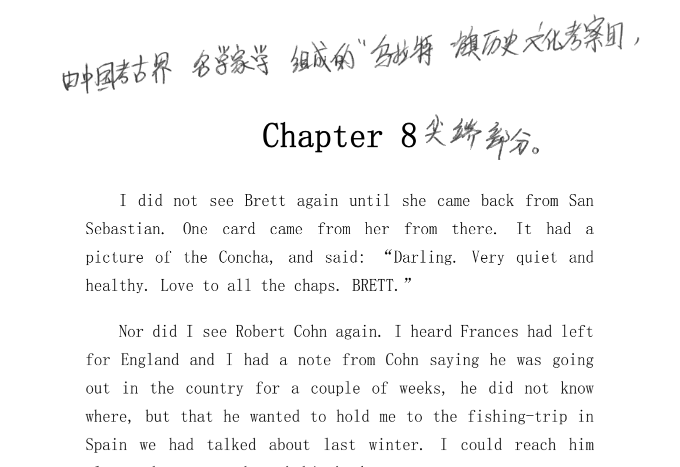 由中国考古界 名学家学 组成的“乌拉特 旗历史文化考察团,
Chapter 8
尖端部分。
I did not see Brett again until she came back from San
Sebastian. One card came from her from there. It had a
picture of the Concha, and said: “Darling. Very quiet and
healthy. Love to all the chaps. BRETT.”
Nor did I see Robert Cohn again. I heard Frances had left
for England and I had a note from Cohn saying he was going
out in the country for a couple of weeks, he did not know
where, but that he wanted to hold me to the fishing-trip in
Spain we had talked about last winter. I could reach him